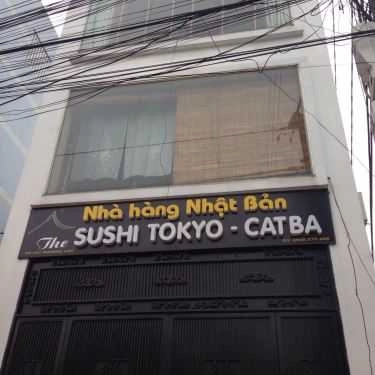 Nhà hàng Nhật Bản
The SUSHI TOKYO - CATBA